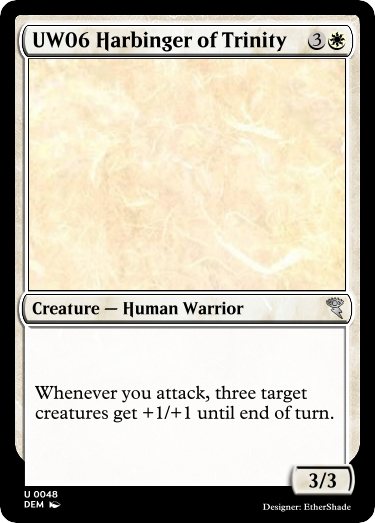 UW06 Harbinger of Trinity 3
Creature — Human Warrior
Whenever you attack, three target
creatures get +1/+1 until end of turn.
3/3
U 0048
DEM
Designer: EtherShade